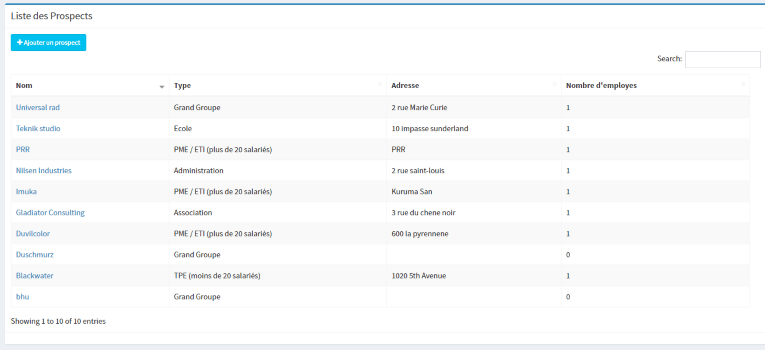 Liste des Prospects
+ Ajouter un prospect
Search:
Nom Type Adresse Nombre d'employes
Universal rad Grand Groupe 2 rue Marie Curie 1
Teknik studio Ecole 10 impasse sunderland 1
PRR PME / ETI (plus de 20 salariés) PRR 1
Nilsen Industries Administration 2 rue saint-louis 1
Imuka PME / ETI (plus de 20 salariés) Kuruma San 1
Gladiator Consulting Association 3 rue du chene noir 1
Duvilcolor PME / ETI (plus de 20 salariés) 600 la pyrennene 1
Duschmurz Grand Groupe 0
Blackwater TPE (moins de 20 salariés) 1020 5th Avenue 1
bhu Grand Groupe 0
Showing 1 to 10 of 10 entries